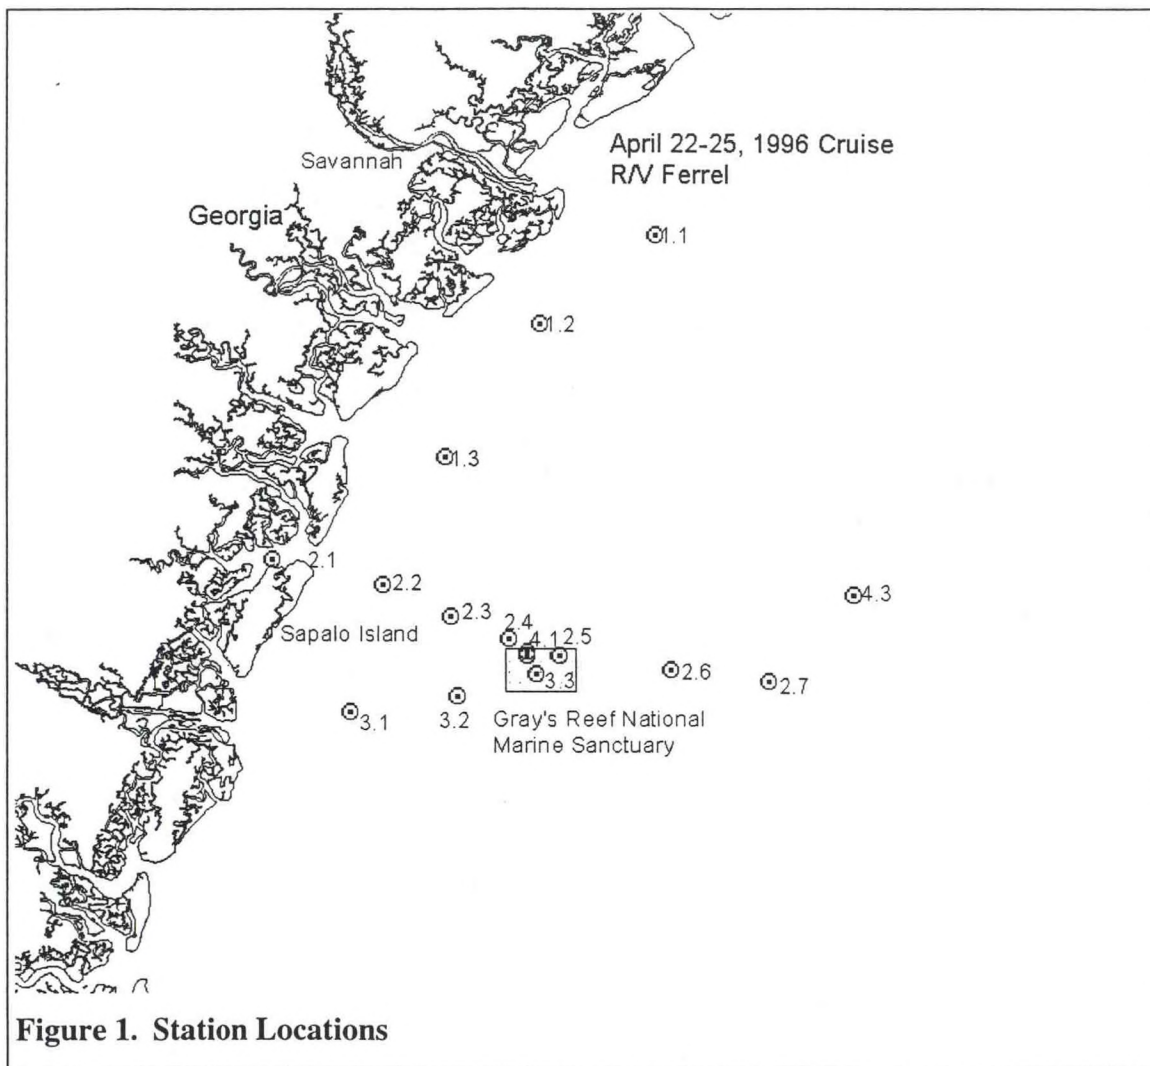 April 22-25, 1996 Cruise
R/V Ferrel
Savannah
Georgia
1.1
1.2
1.3
2.1
2.2
2.3
4.3
2.4
4.1
2.5
Sapalo Island
3.3
2.6
2.7
3.1
3.2
Gray's Reef National
Marine Sanctuary
Figure 1. Station Locations